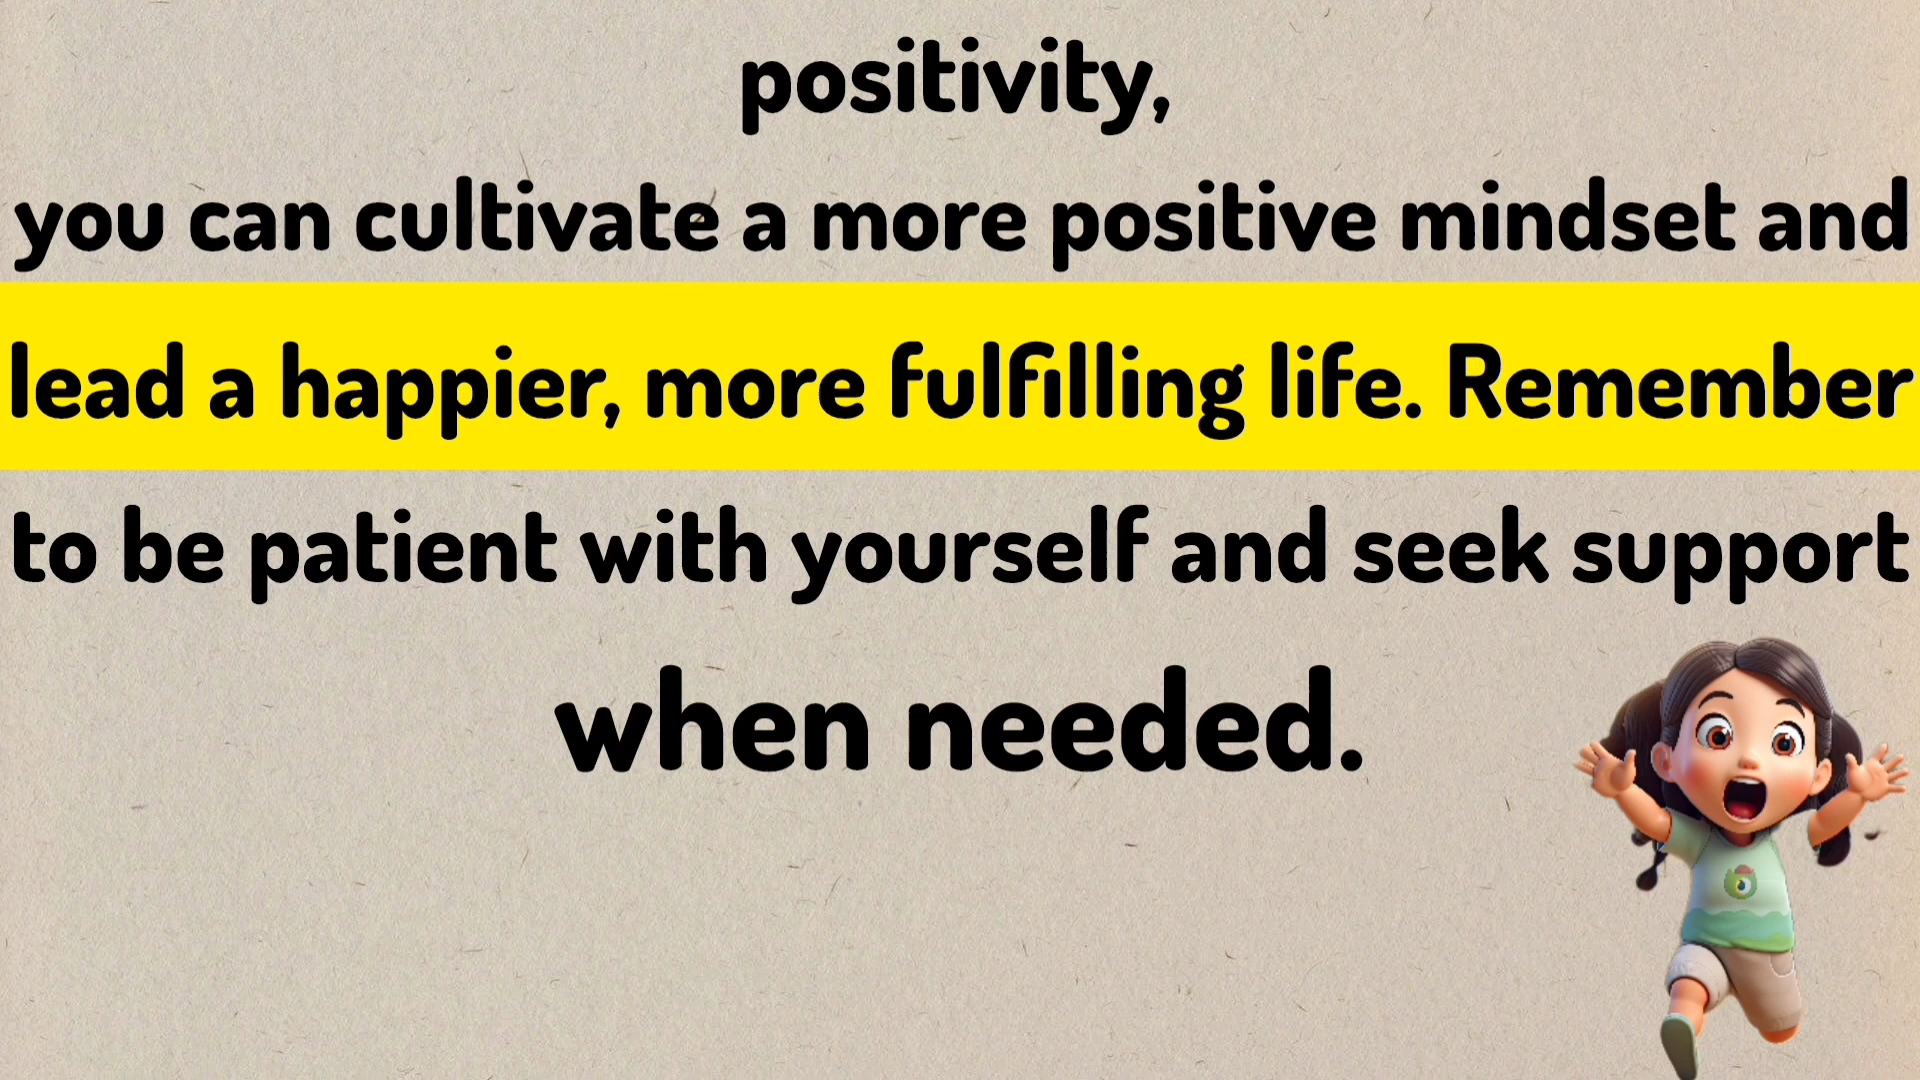 positivity,
you can cultivate a more positive mindset and
lead a happier, more fulfilling life. Remember
to be patient with yourself and seek support
when needed.